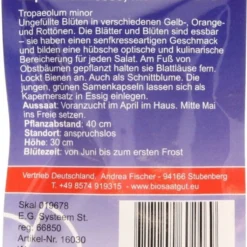 Tropaeolum minor
Ungefüllte Blüten in verschiedenen Gelb-, Orange-
und Rottönen. Die Blätter und Blüten sind essbar
– sie haben einen senfkresseartigen Geschmack
und bilden eine hübsche optische und kulinarische
Bereicherung für jeden Salat. Am Fuß von
Obstbäumen gepflanzt halten sie Blattläuse fern.
Lockt Bienen an. Auch als Schnittblume. Die
jungen, grünen Samenkapseln lassen sich als
Kapernersatz in Essig einlegen.
Aussaat: Voranzucht im April im Haus. Mitte Mai
ins Freie setzen.
Pflanzabstand: 40 cm
Standort: anspruchslos
Höhe: 30 cm
Blütezeit: von Juni bis zum ersten Frost
Vertrieb Deutschland, Andrea Fischer - 94166 Stubenberg
T. +49 8574 919315 - www.biosaatgut.eu
Skal 019678
E.G. Systeem St.
reg: 66850
Artikel-Nr. 16030